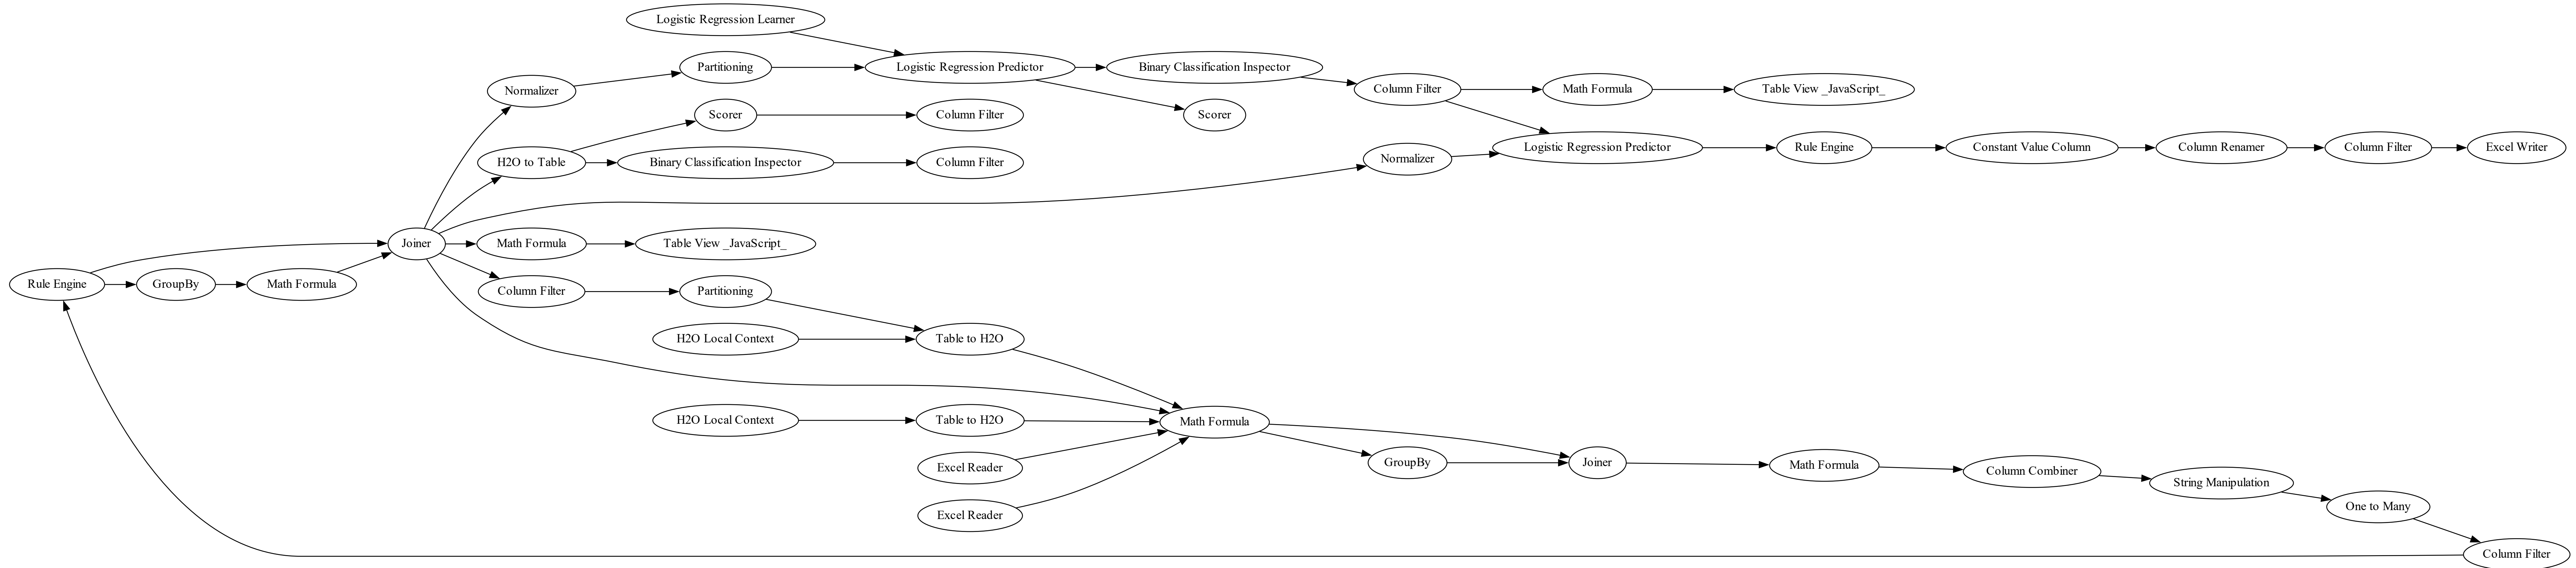 Logistic Regression Learner
Partitioning
Logistic Regression Predictor
Binary Classification Inspector
Normalizer
Column Filter
Math Formula
Table View _JavaScript_
Scorer
Column Filter
Scorer
H2O to Table
Binary Classification Inspector
Column Filter
Normalizer
Logistic Regression Predictor
Rule Engine
Constant Value Column
Column Renamer
Column Filter
Excel Writer
Joiner
Math Formula
Table View _JavaScript_
Rule Engine
GroupBy
Math Formula
Column Filter
Partitioning
H2O Local Context
Table to H2O
H2O Local Context
Table to H2O
Math Formula
Excel Reader
GroupBy
Joiner
Math Formula
Column Combiner
String Manipulation
One to Many
Excel Reader
Column Filter